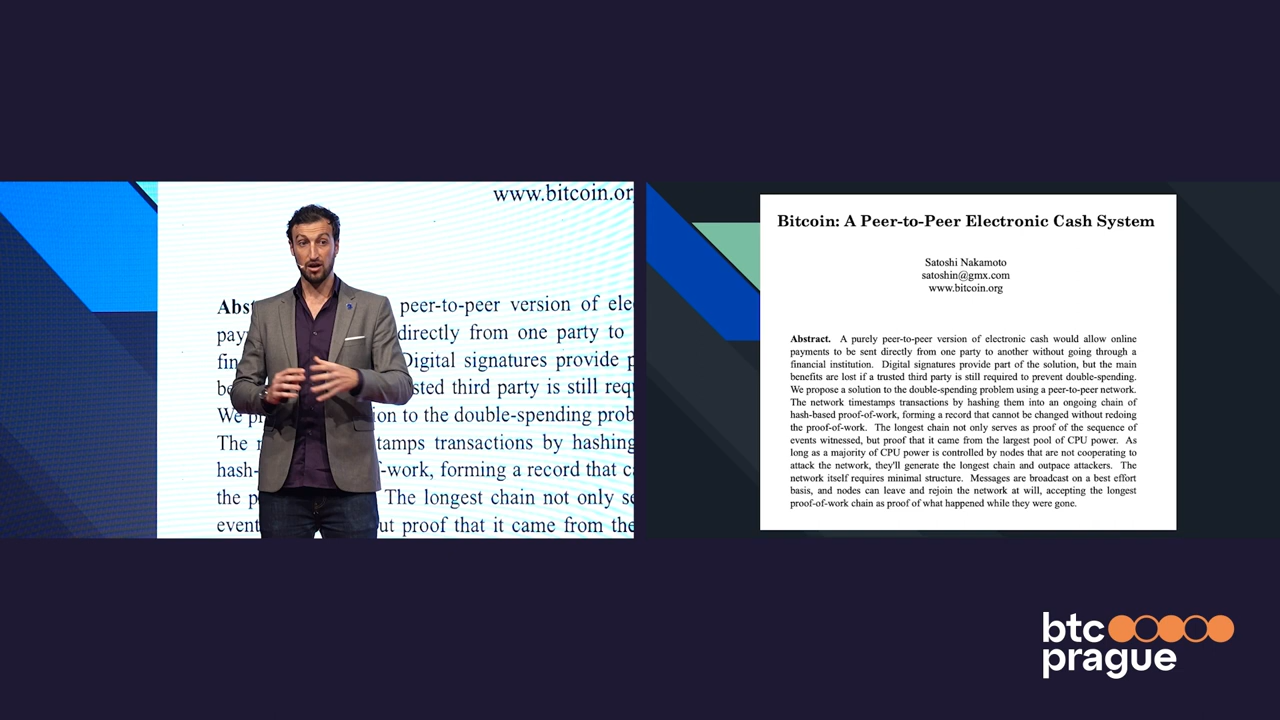 www.bitcoin.or
Abs peer-to-peer version of ele
pay directly from one party to
fin Digital signatures provide p
be sted third party is still req
We p ion to the double-spending prob
The tamps transactions by hashing
hash- f-work, forming a record that c
the p The longest chain not only se
event ut proof that it came from the
Bitcoin: A Peer-to-Peer Electronic Cash System
Satoshi Nakamoto
satoshin@gmx.com
www.bitcoin.org
Abstract. A purely peer-to-peer version of electronic cash would allow online
payments to be sent directly from one party to another without going through a
financial institution. Digital signatures provide part of the solution, but the main
benefits are lost if a trusted third party is still required to prevent double-spending.
We propose a solution to the double-spending problem using a peer-to-peer network.
The network timestamps transactions by hashing them into an ongoing chain of
hash-based proof-of-work, forming a record that cannot be changed without redoing
the proof-of-work. The longest chain not only serves as proof of the sequence of
events witnessed, but proof that it came from the largest pool of CPU power. As
long as a majority of CPU power is controlled by nodes that are not cooperating to
attack the network, they'll generate the longest chain and outpace attackers. The
network itself requires minimal structure. Messages are broadcast on a best effort
basis, and nodes can leave and rejoin the network at will, accepting the longest
proof-of-work chain as proof of what happened while they were gone.
btc
prague